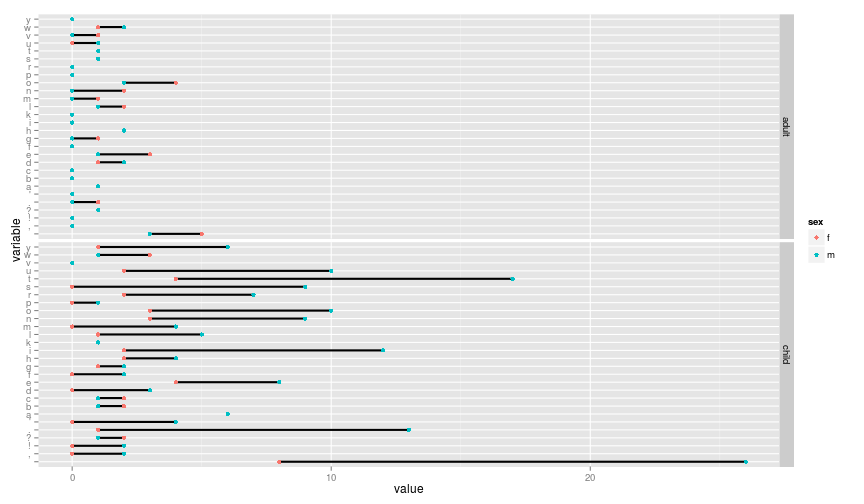 y
w
v
u
t
s
r
p
o
n
m
l
k
i
h
g
f
e
d
c
b
a
'
.
?
!
,
adult
y
w
v
u
t
s
r
p
o
n
m
l
k
i
h
g
f
e
d
c
b
a
'
.
?
!
,
child
variable
0
10
20
value
sex
f
m